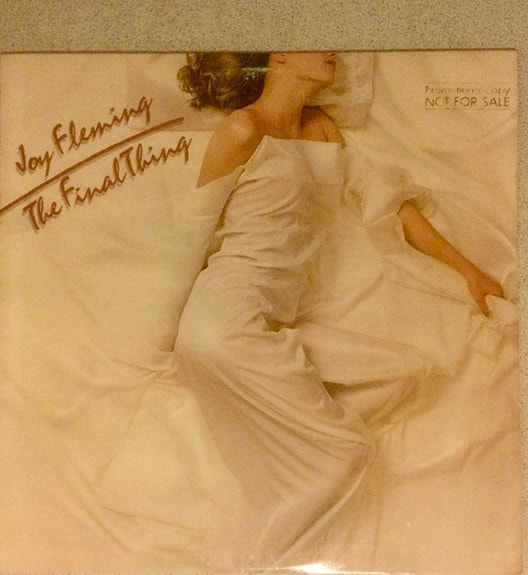 Joy Fleming
The Final Thing
Promotional Copy
NOT FOR SALE